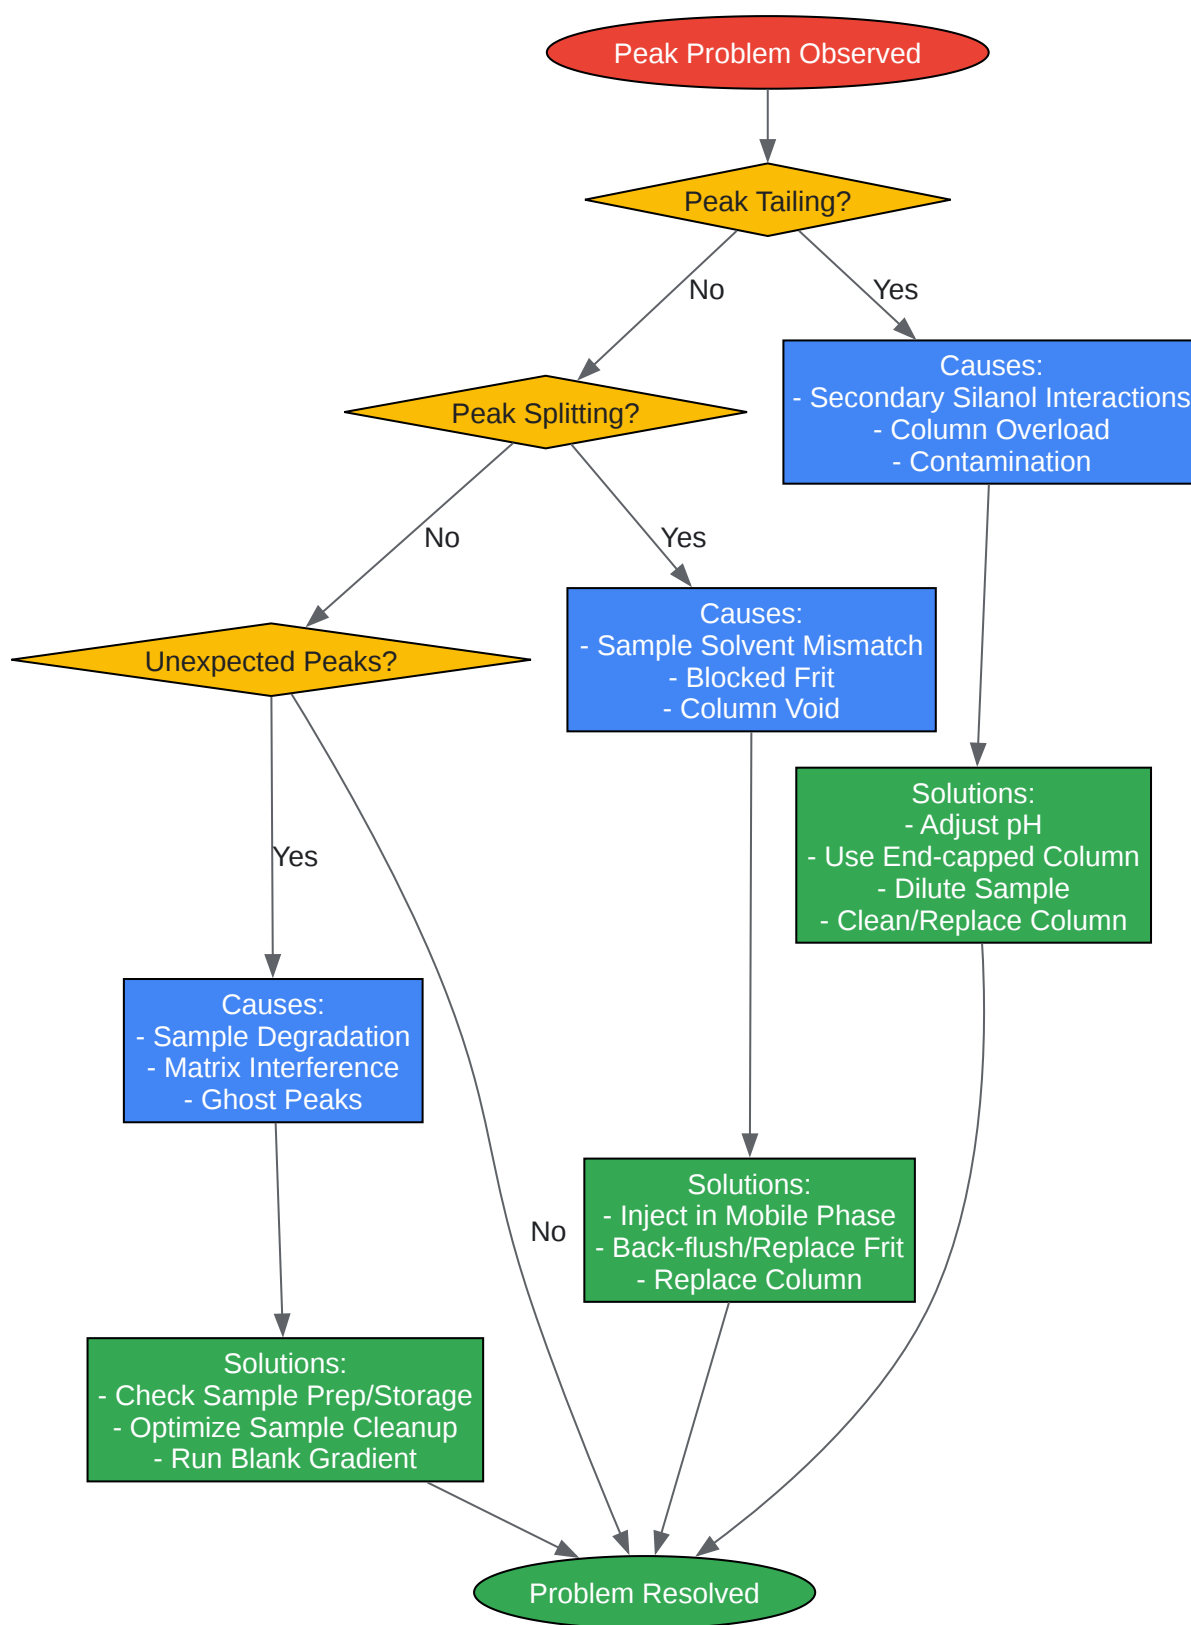 Peak Problem Observed
Peak Tailing?
No
Yes
Causes:
- Secondary Silanol Interactions
- Column Overload
- Contamination
Peak Splitting?
No
Yes
Causes:
- Sample Solvent Mismatch
- Blocked Frit
- Column Void
Unexpected Peaks?
Solutions:
- Adjust pH
- Use End-capped Column
- Dilute Sample
- Clean/Replace Column
Yes
Causes:
- Sample Degradation
- Matrix Interference
- Ghost Peaks
No
Solutions:
- Inject in Mobile Phase
- Back-flush/Replace Frit
- Replace Column
Solutions:
- Check Sample Prep/Storage
- Optimize Sample Cleanup
- Run Blank Gradient
Problem Resolved